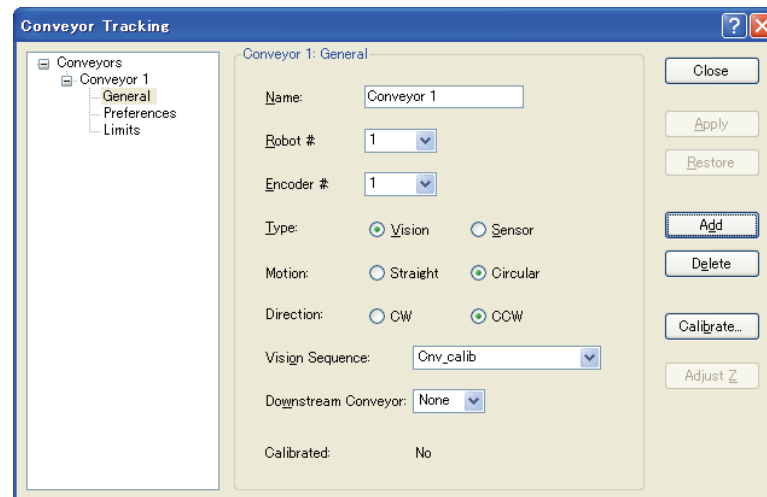 Conveyor Tracking
Conveyors
Conveyor 1
General
Preferences
Limits
Conveyor 1: General
Name: Conveyor 1
Robot #: 1
Encoder #: 1
Type: Vision Sensor
Motion: Straight Circular
Direction: CW CCW
Vision Sequence: Cnv_calib
Downstream Conveyor: None
Calibrated: No
Close
Apply
Restore
Add
Delete
Calibrate...
Adjust Z